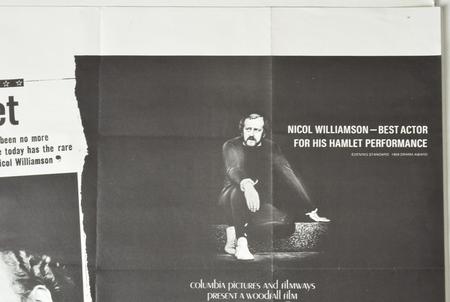 et
been no more
e today has the rare
icol Williamson"
NICOL WILLIAMSON—BEST ACTOR
FOR HIS HAMLET PERFORMANCE
EVENING STANDARD 1969 DRAMA AWARD
COLUMBIA PICTURES AND FILMWAYS
PRESENT A WOODFALL FILM